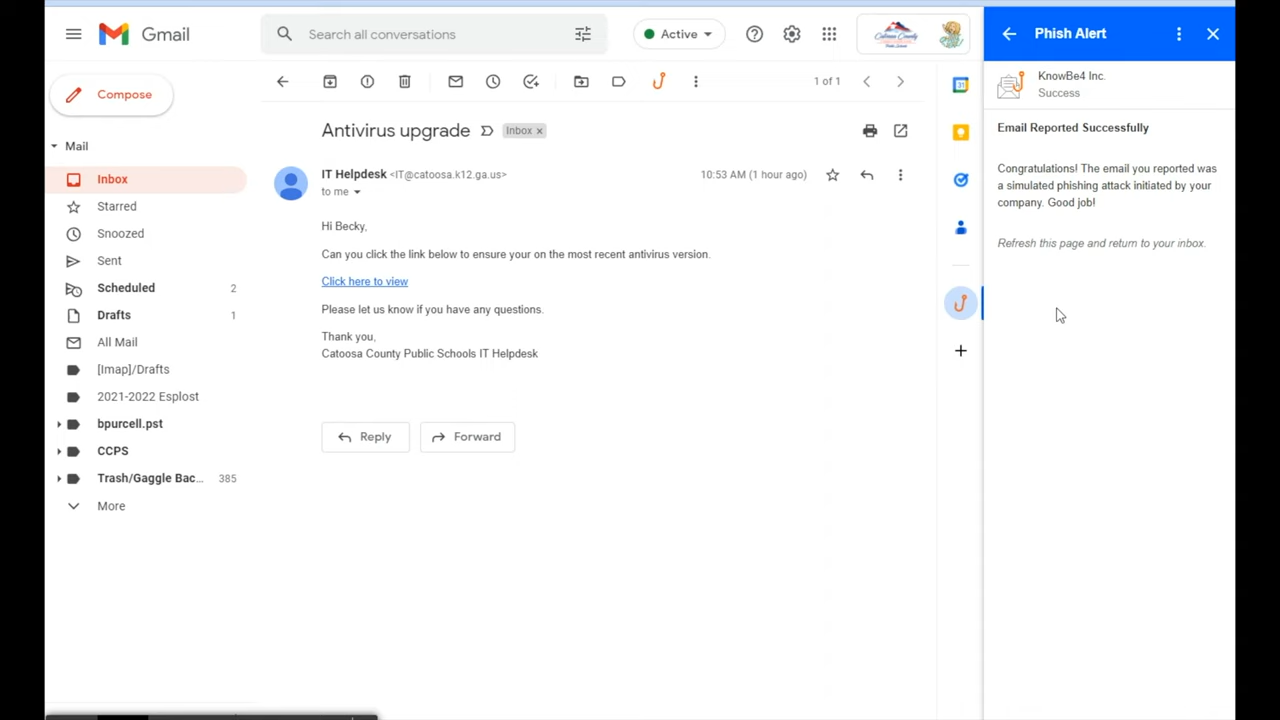 Gmail
Search all conversations
Active
Compose
Mail
Inbox
Starred
Snoozed
Sent
Scheduled 2
Drafts 1
All Mail
[Imap]/Drafts
2021-2022 Esplost
bpurcell.pst
CCPS
Trash/Gaggle Bac... 385
More
1 of 1
Antivirus upgrade Inbox ×
IT Helpdesk <IT@catoosa.k12.ga.us> 10:53 AM (1 hour ago)
to me
Hi Becky,
Can you click the link below to ensure your on the most recent antivirus version.
Click here to view
Please let us know if you have any questions.
Thank you,
Catoosa County Public Schools IT Helpdesk
Reply Forward
Catoosa County
31
Phish Alert
KnowBe4 Inc.
Success
Email Reported Successfully
Congratulations! The email you reported was
a simulated phishing attack initiated by your
company. Good job!
Refresh this page and return to your inbox.